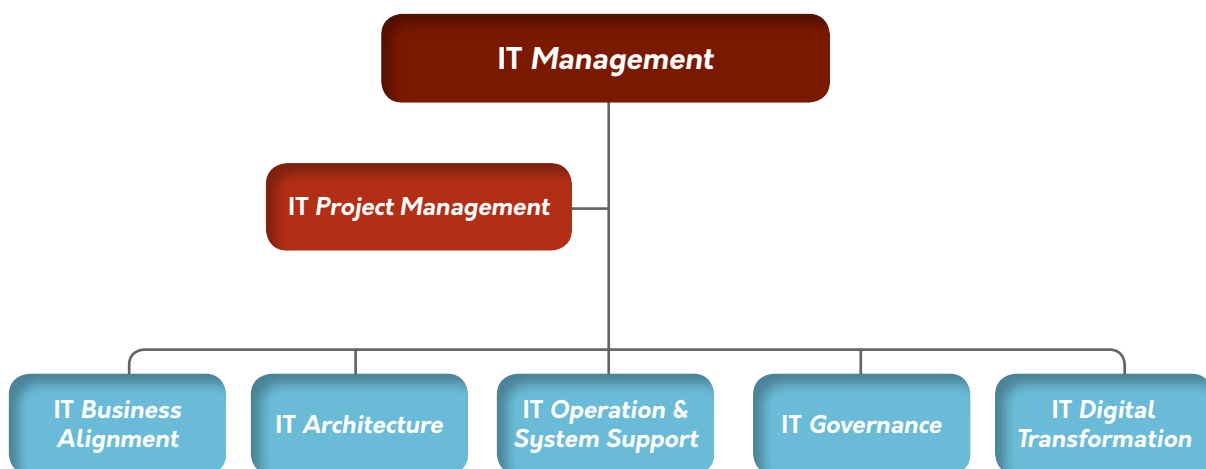 IT Management
IT Project Management
IT Business
Alignment
IT Architecture
IT Operation &
System Support
IT Governance
IT Digital
Transformation